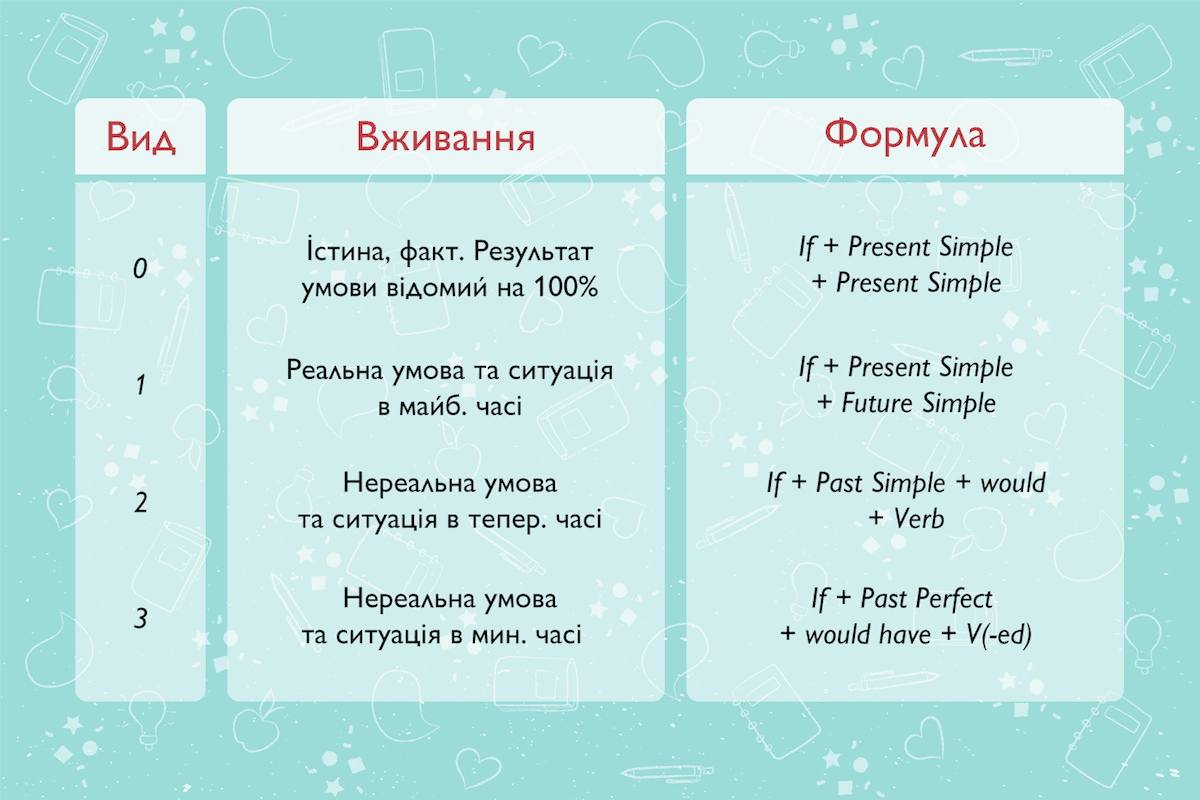 Вид
Вживання
Формула
0
Істина, факт. Результат
умови відомий на 100%
If + Present Simple
+ Present Simple
1
Реальна умова та ситуація
в майб. часі
If + Present Simple
+ Future Simple
2
Нереальна умова
та ситуація в тепер. часі
If + Past Simple + would
+ Verb
3
Нереальна умова
та ситуація в мин. часі
If + Past Perfect
+ would have + V(-ed)